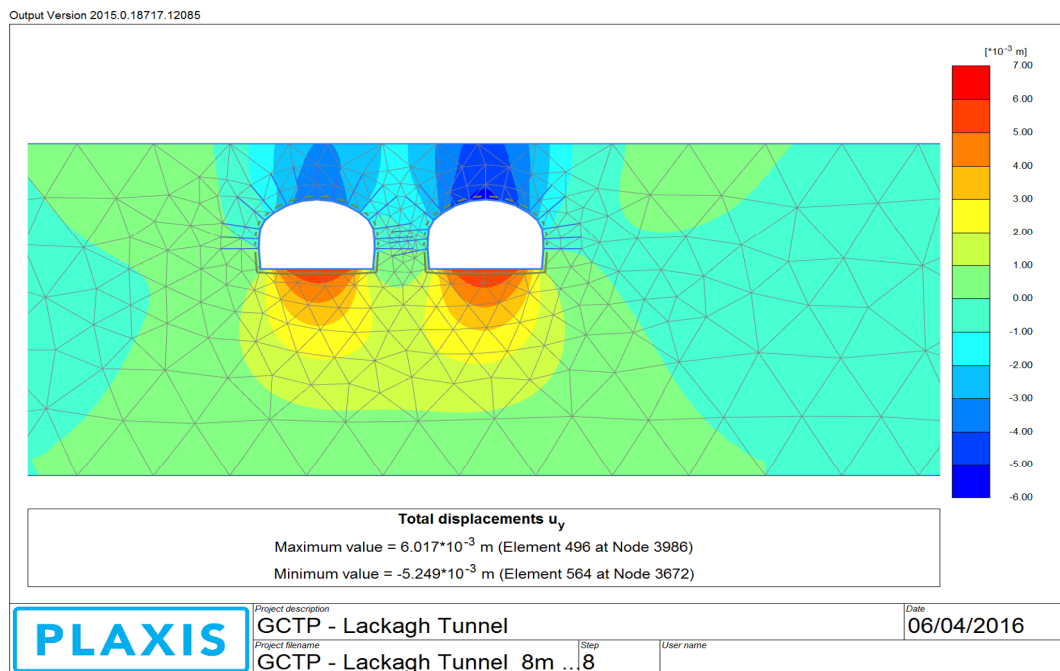 Output Version 2015.0.18717.12085
[*10⁻³ m]
7.00
6.00
5.00
4.00
3.00
2.00
1.00
0.00
-1.00
-2.00
-3.00
-4.00
-5.00
-6.00
Total displacements uᵧ
Maximum value = 6.017*10⁻³ m (Element 496 at Node 3986)
Minimum value = -5.249*10⁻³ m (Element 564 at Node 3672)
PLAXIS
Project description
GCTP - Lackagh Tunnel
Date
06/04/2016
Project filename
GCTP - Lackagh Tunnel 8m ...
Step
8
User name